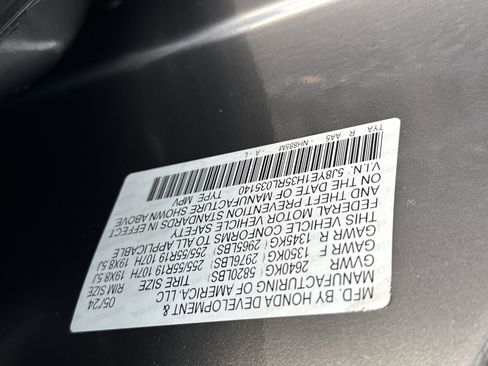 MFD. BY HONDA DEVELOPMENT &
MANUFACTURING OF AMERICA, LLC 05/24
GVWR 2640KG ( 5820LBS) TIRE SIZE RIM SIZE
GAWR F 1350KG ( 2976LBS) 255/55R19 107H 19X8.5J
GAWR R 1345KG ( 2965LBS) 255/55R19 107H 19X8.5J
THIS VEHICLE CONFORMS TO ALL APPLICABLE
FEDERAL MOTOR VEHICLE SAFETY
AND THEFT PREVENTION STANDARDS IN EFFECT
ON THE DATE OF MANUFACTURE SHOWN ABOVE
V.I.N. 5J8YE1H35RL035140 TYPE MPV
TYA R AA5 NH885M - A - L